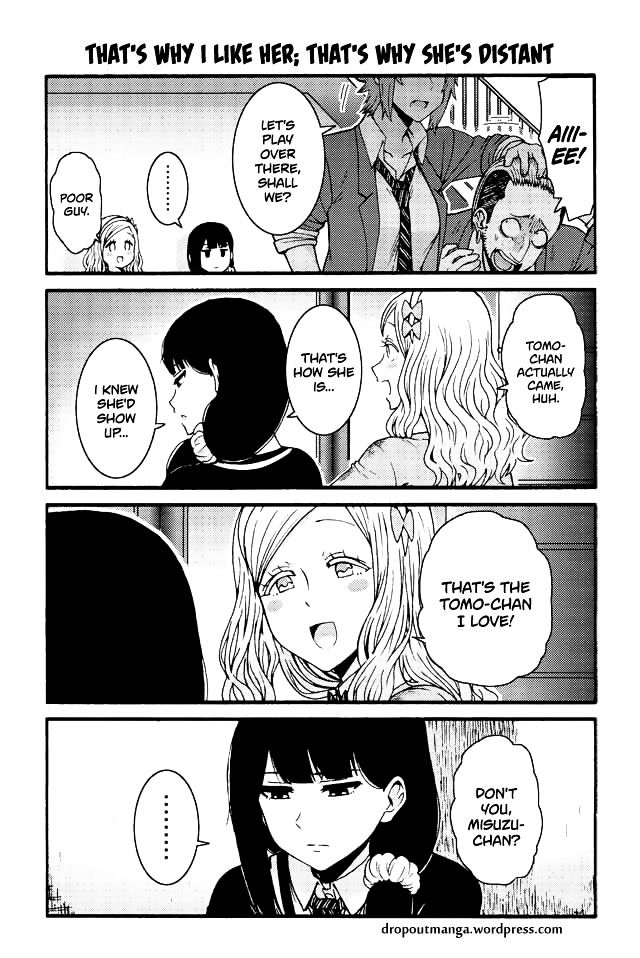 THAT'S WHY I LIKE HER; THAT'S WHY SHE'S DISTANT
AIII-
EE!
LET'S
PLAY
OVER
THERE,
SHALL
WE?
.........
POOR
GUY.
TOMO-
CHAN
ACTUALLY
CAME,
HUH.
THAT'S
HOW SHE
IS...
I KNEW
SHE'D
SHOW
UP...
THAT'S THE
TOMO-CHAN
I LOVE!
DON'T
YOU,
MISUZU-
CHAN?
.........
dropoutmanga.wordpress.com